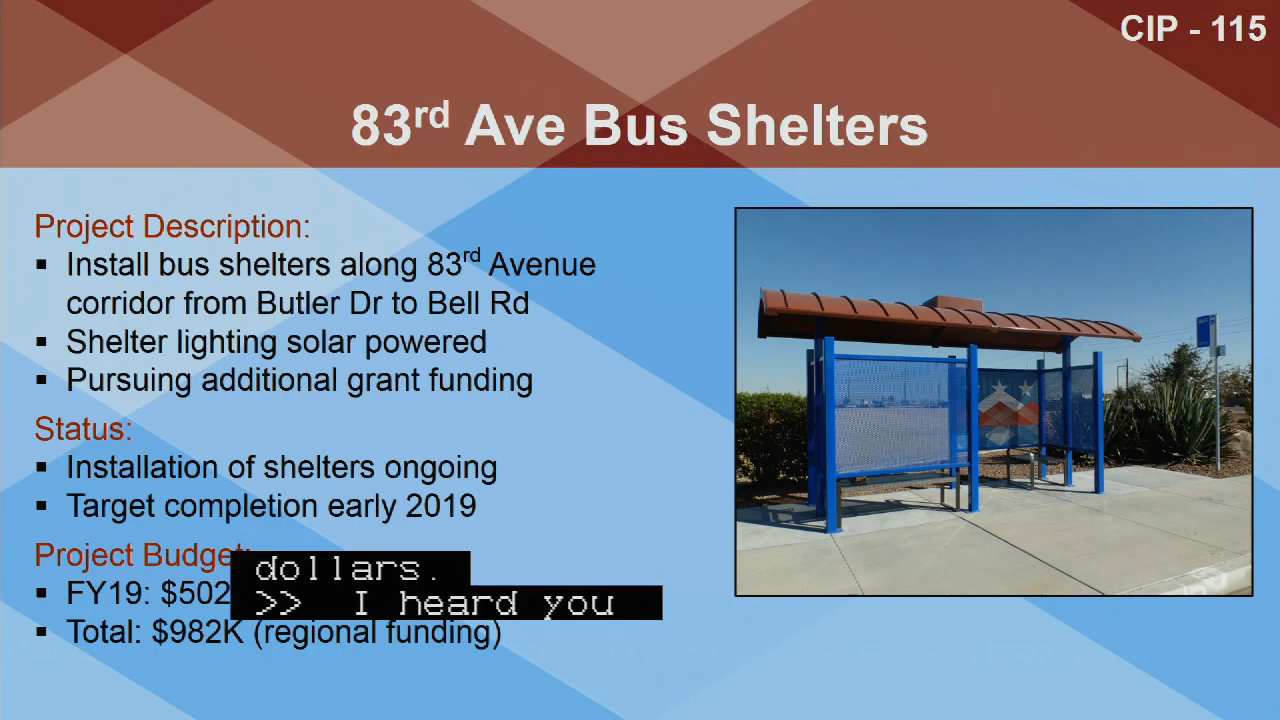 CIP - 115
83rd Ave Bus Shelters
Project Description:
▪ Install bus shelters along 83rd Avenue
corridor from Butler Dr to Bell Rd
▪ Shelter lighting solar powered
▪ Pursuing additional grant funding
Status:
▪ Installation of shelters ongoing
▪ Target completion early 2019
Project Budget:
▪ FY19: $502
dollars.
>> I heard you
▪ Total: $982K (regional funding)